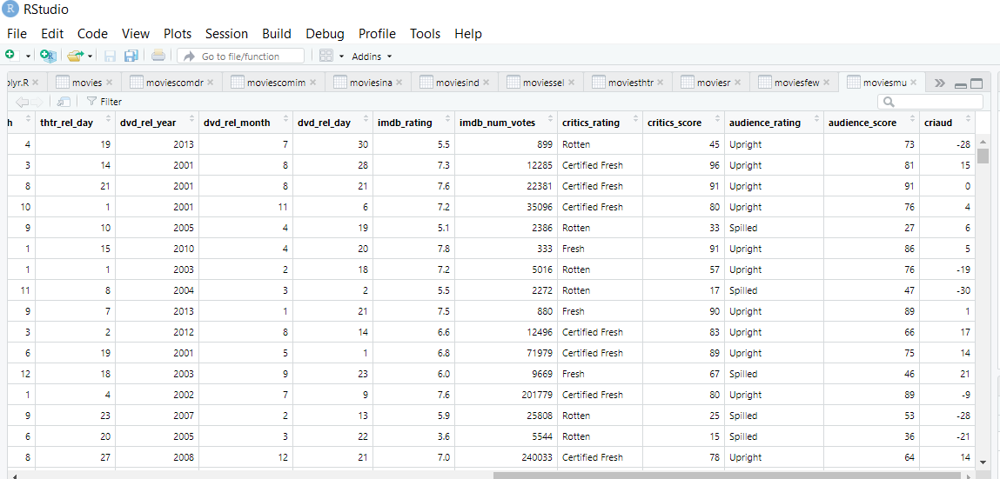 R RStudio
File Edit Code View Plots Session Build Debug Profile Tools Help
Go to file/function Addins
plyr.R movies moviescomdr moviescomim moviesina moviesind moviessel moviesthtr moviesr moviesfew moviesmu
Filter
h thtr_rel_day dvd_rel_year dvd_rel_month dvd_rel_day imdb_rating imdb_num_votes critics_rating critics_score audience_rating audience_score criaud
4 19 2013 7 30 5.5 899 Rotten 45 Upright 73 -28
3 14 2001 8 28 7.3 12285 Certified Fresh 96 Upright 81 15
8 21 2001 8 21 7.6 22381 Certified Fresh 91 Upright 91 0
10 1 2001 11 6 7.2 35096 Certified Fresh 80 Upright 76 4
9 10 2005 4 19 5.1 2386 Rotten 33 Spilled 27 6
1 15 2010 4 20 7.8 333 Fresh 91 Upright 86 5
1 1 2003 2 18 7.2 5016 Rotten 57 Upright 76 -19
11 8 2004 3 2 5.5 2272 Rotten 17 Spilled 47 -30
9 7 2013 1 21 7.5 880 Fresh 90 Upright 89 1
3 2 2012 8 14 6.6 12496 Certified Fresh 83 Upright 66 17
6 19 2001 5 1 6.8 71979 Certified Fresh 89 Upright 75 14
12 18 2003 9 23 6.0 9669 Fresh 67 Spilled 46 21
1 4 2002 7 9 7.6 201779 Certified Fresh 80 Upright 89 -9
9 23 2007 2 13 5.9 25808 Rotten 25 Spilled 53 -28
6 20 2005 3 22 3.6 5544 Rotten 15 Spilled 36 -21
8 27 2008 12 21 7.0 240033 Certified Fresh 78 Upright 64 14